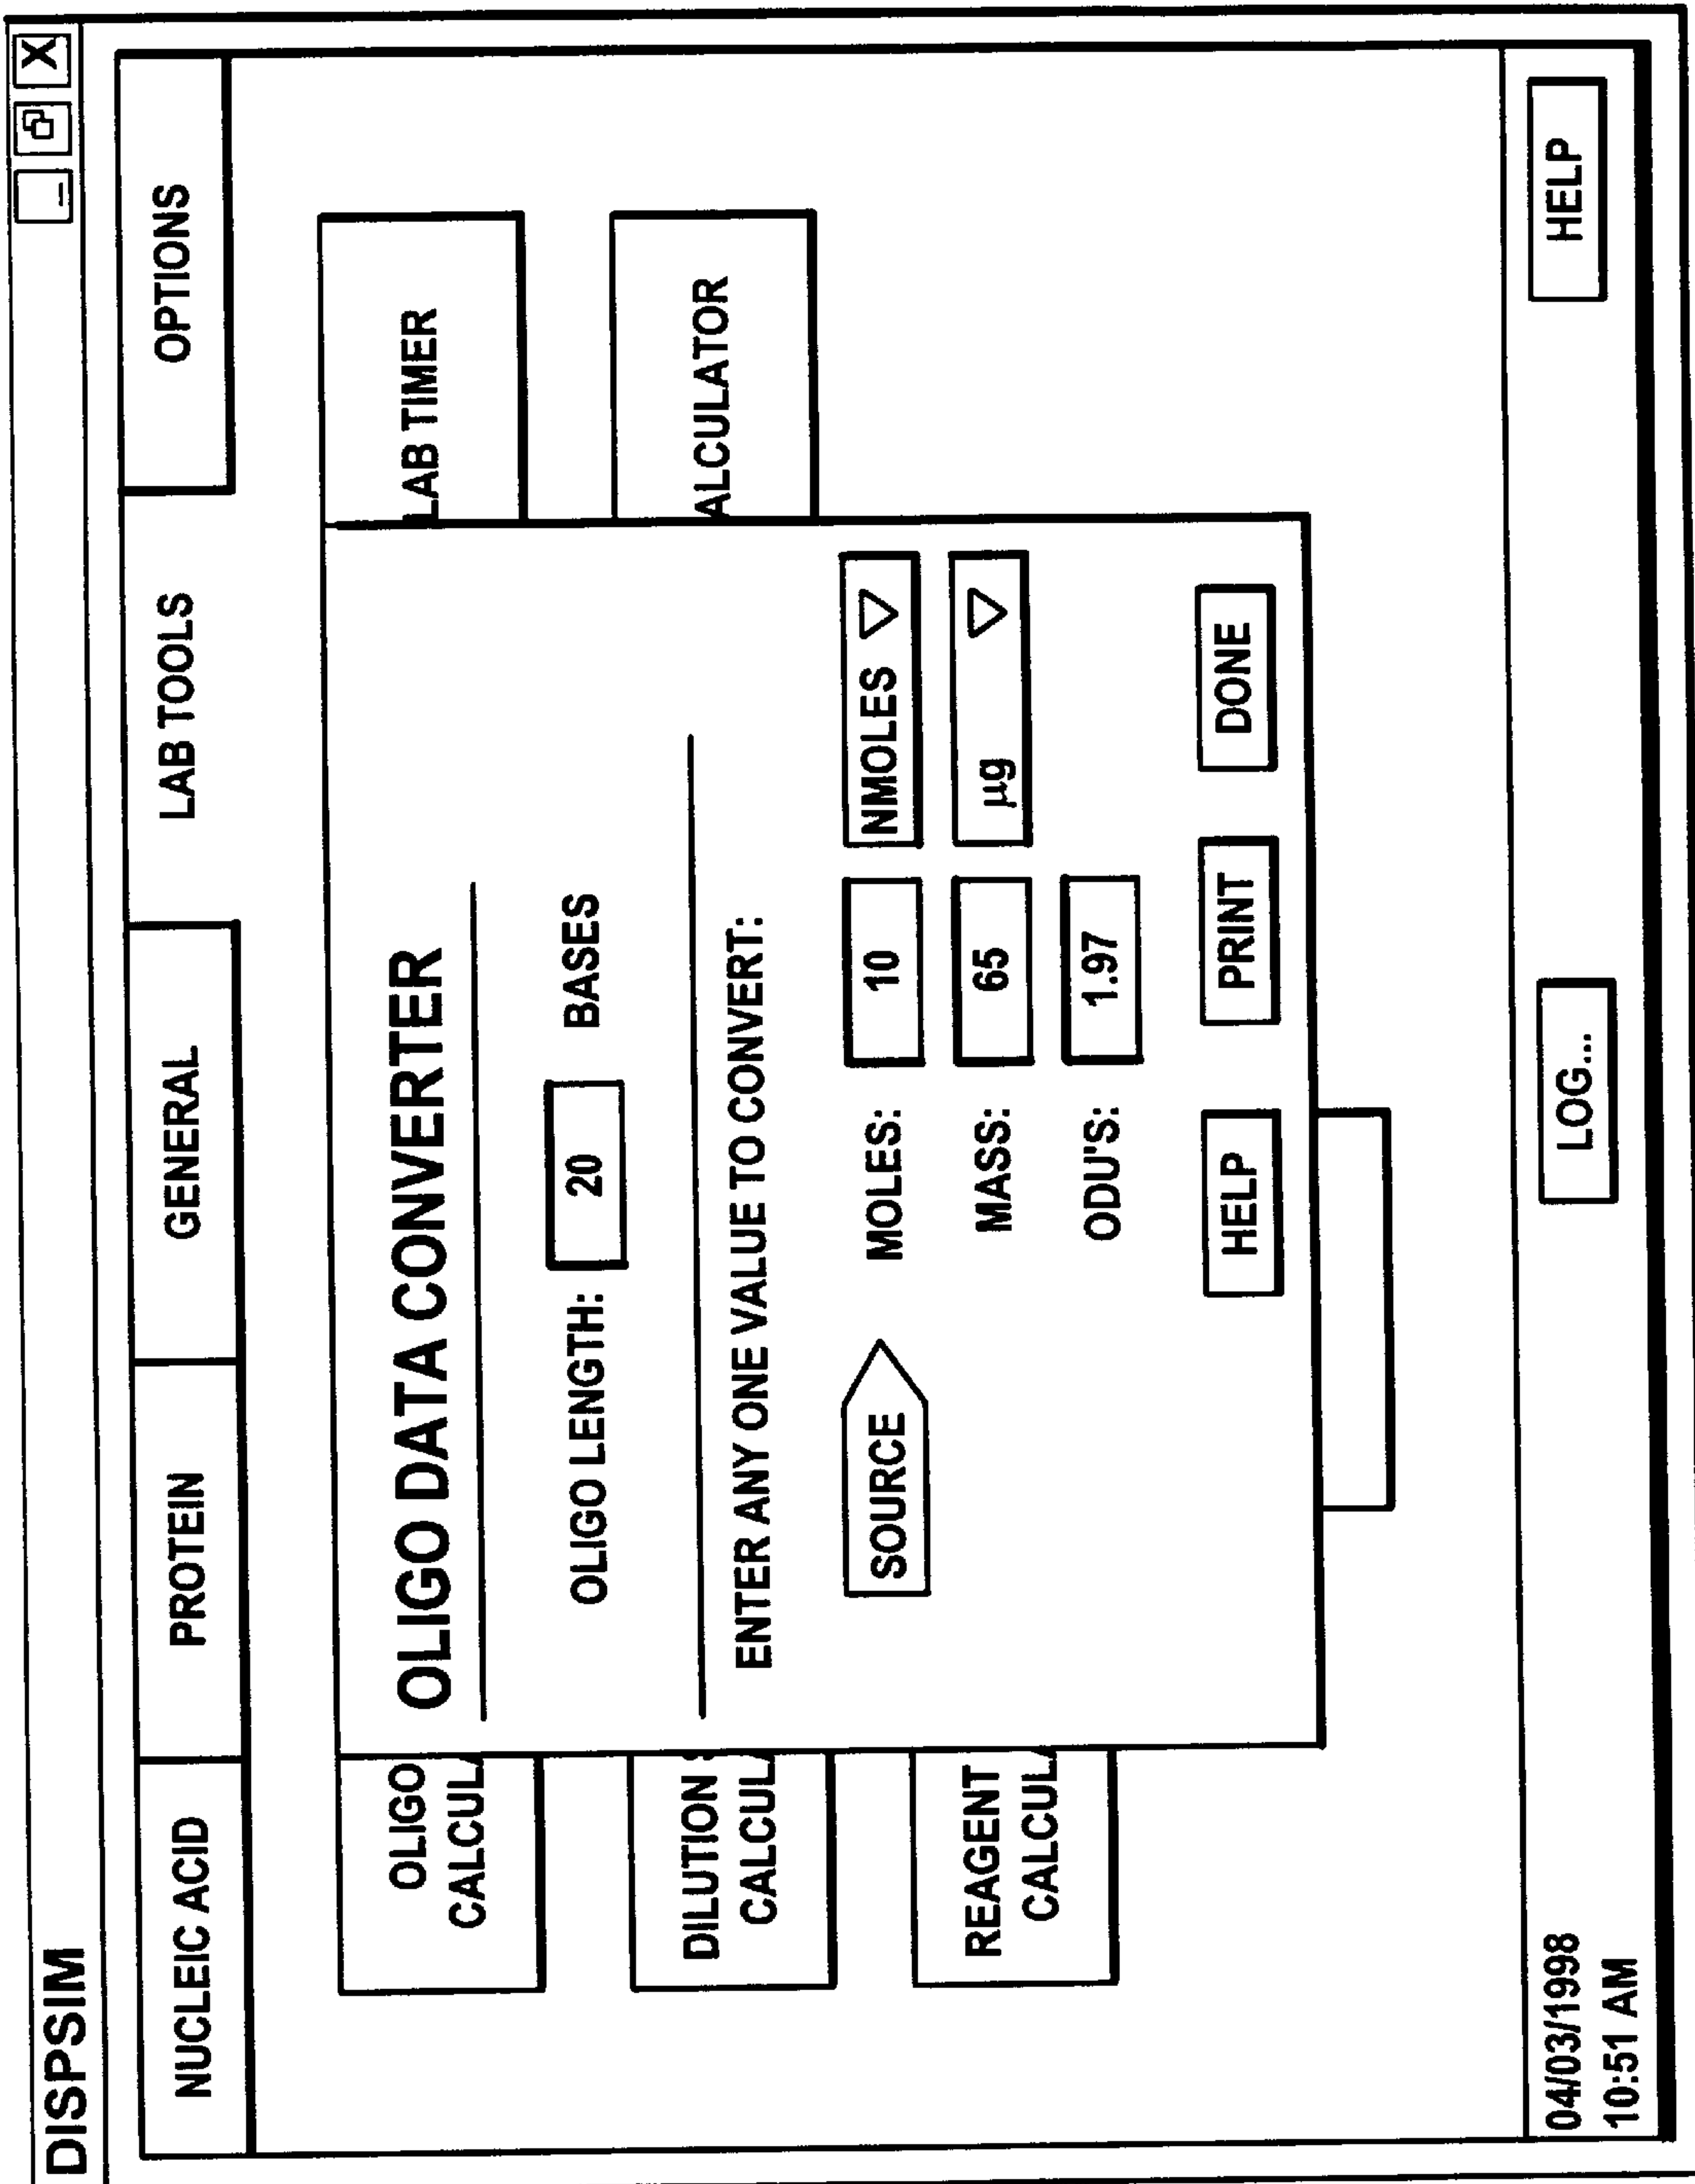 DISPSIM
NUCLEIC ACID PROTEIN GENERAL LAB TOOLS OPTIONS
OLIGO
CALCUL
DILUTION
CALCUL
REAGENT
CALCUL
OLIGO DATA CONVERTER
OLIGO LENGTH: 20 BASES
ENTER ANY ONE VALUE TO CONVERT:
SOURCE MOLES: 10 NMOLES
MASS: 65 µg
ODU'S: 1.97
HELP PRINT DONE
LAB TIMER
ALCULATOR
04/03/1998
10:51 AM
LOG...
HELP